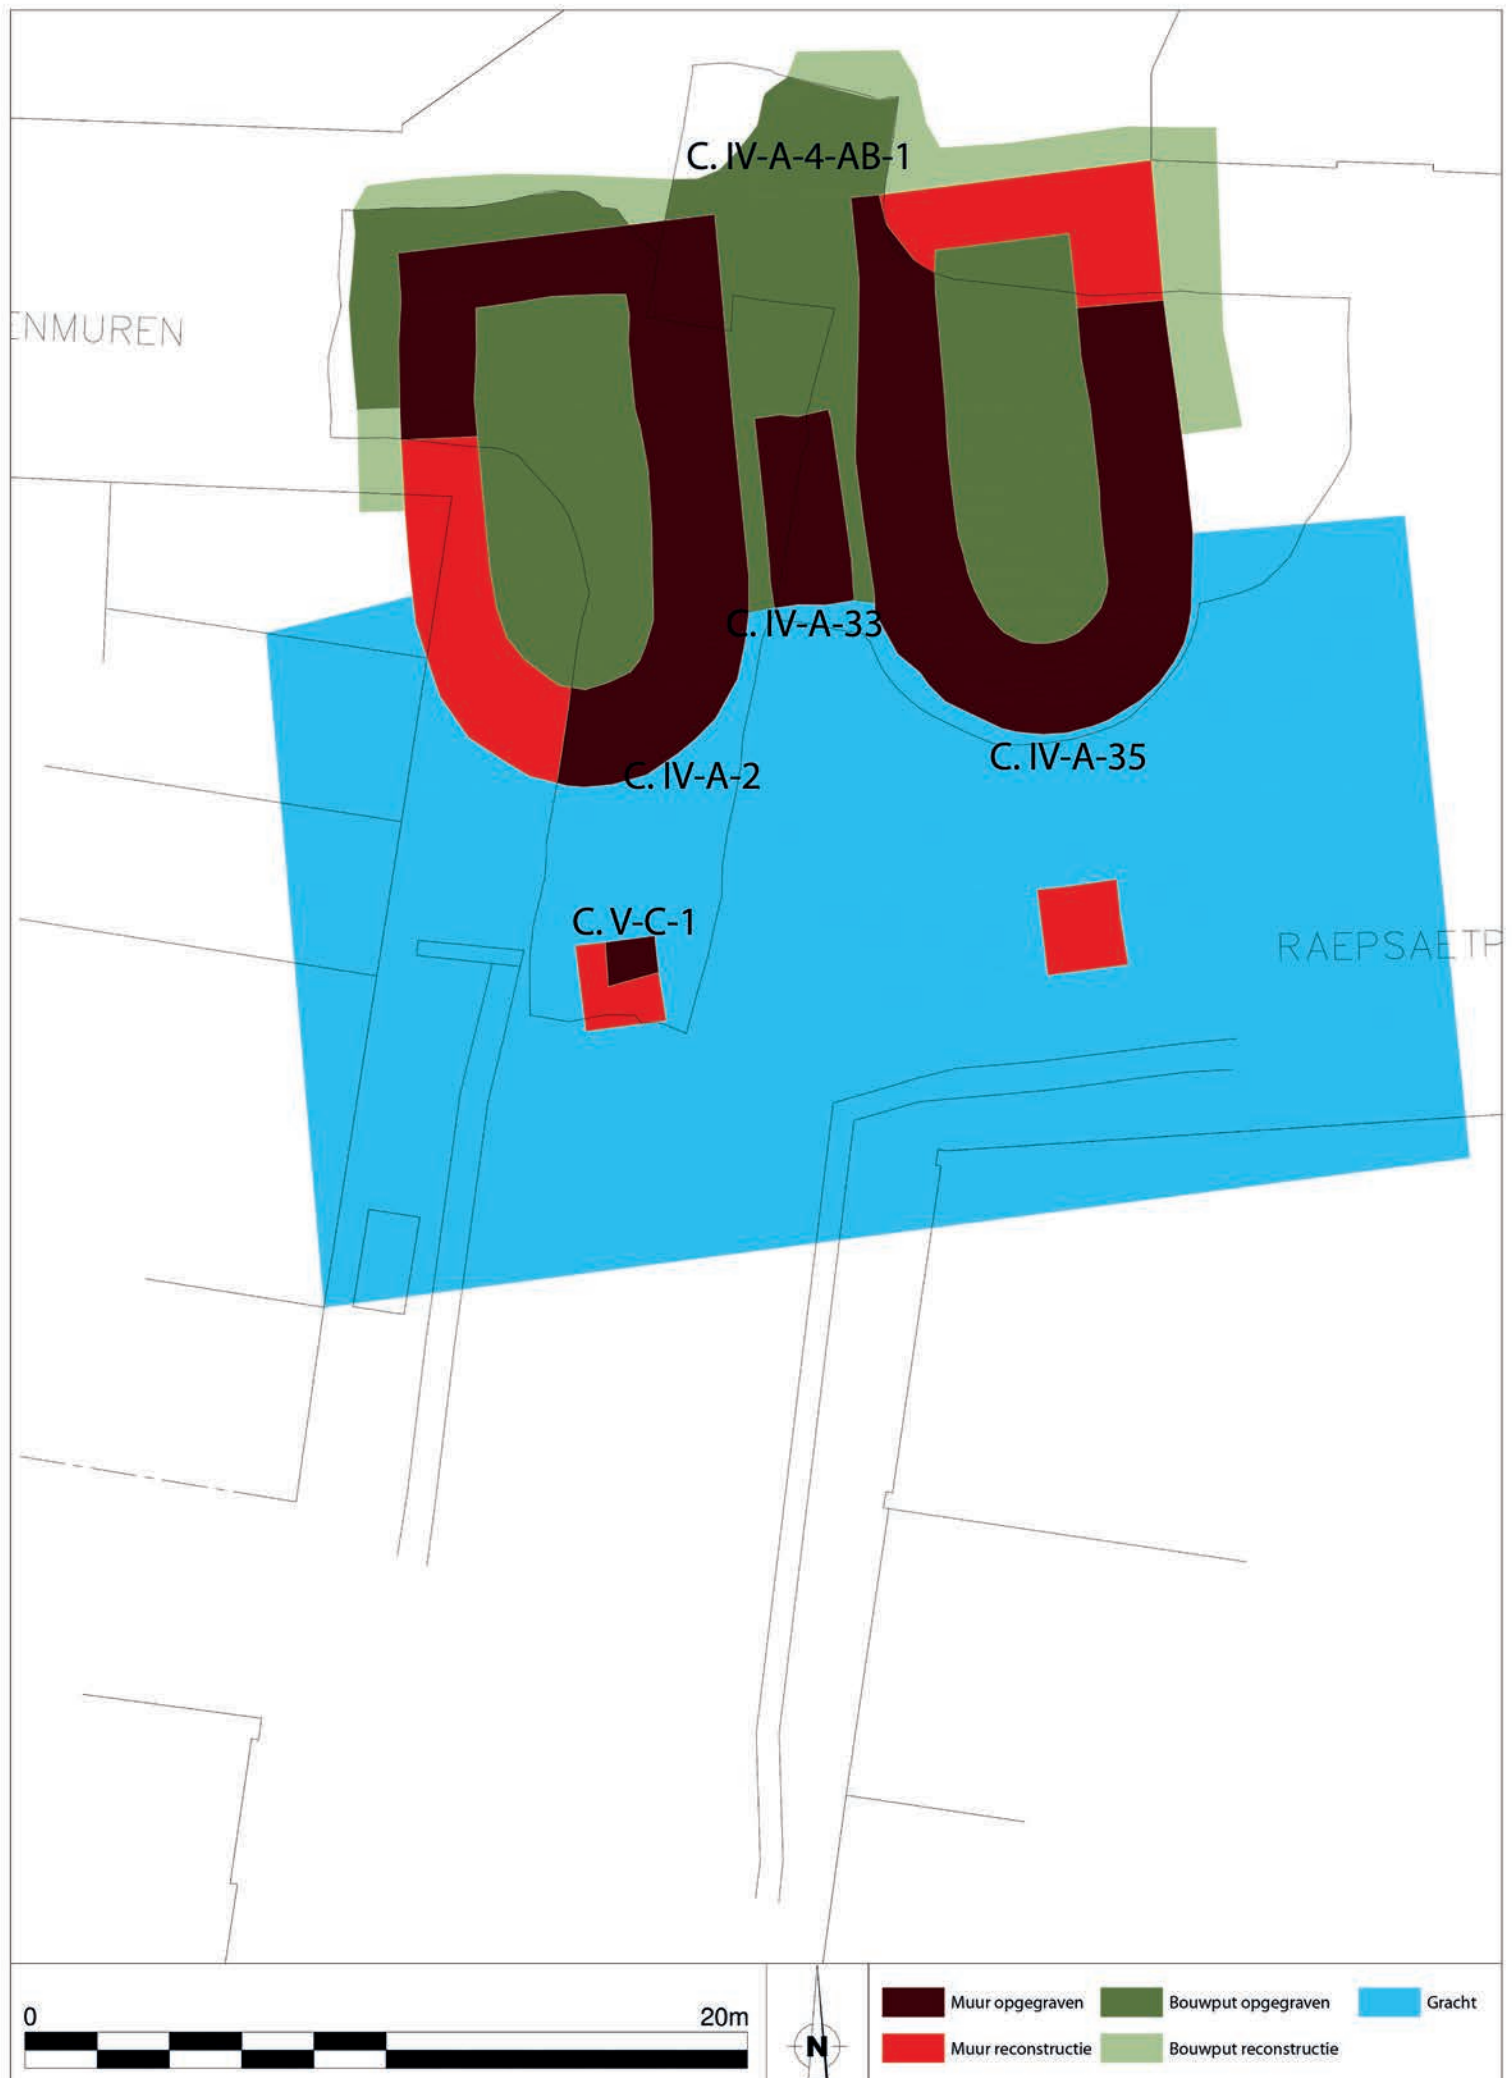 C. IV-A-4-AB-1
ENMUREN
C. IV-A-33
C. IV-A-2
C. IV-A-35
C. V-C-1
RAEPSAETP
0 20m
N
Muur opgegraven
Bouwput opgegraven
Gracht
Muur reconstructie
Bouwput reconstructie